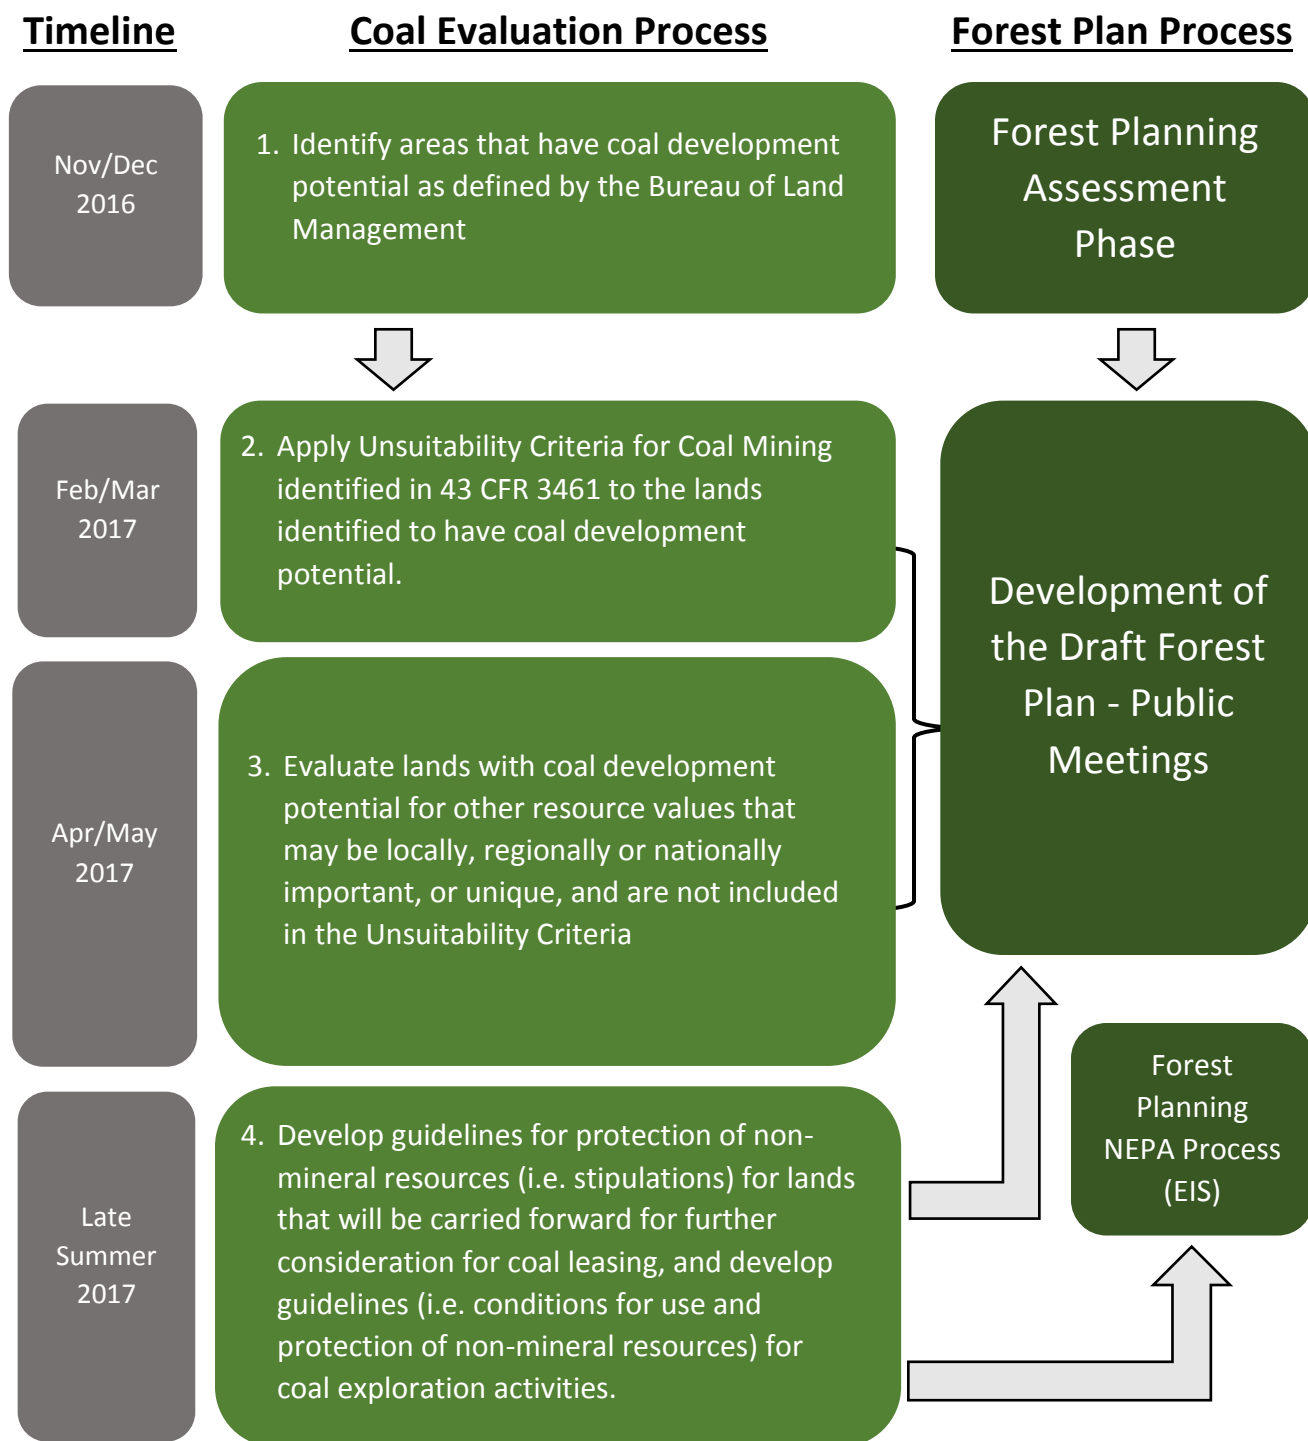 Timeline
Coal Evaluation Process
Forest Plan Process
Nov/Dec
2016
1. Identify areas that have coal development
potential as defined by the Bureau of Land
Management
Forest Planning
Assessment
Phase
Feb/Mar
2017
2. Apply Unsuitability Criteria for Coal Mining
identified in 43 CFR 3461 to the lands
identified to have coal development
potential.
Development of
the Draft Forest
Plan - Public
Meetings
Apr/May
2017
3. Evaluate lands with coal development
potential for other resource values that
may be locally, regionally or nationally
important, or unique, and are not included
in the Unsuitability Criteria
Forest
Planning
NEPA Process
(EIS)
Late
Summer
2017
4. Develop guidelines for protection of non-
mineral resources (i.e. stipulations) for lands
that will be carried forward for further
consideration for coal leasing, and develop
guidelines (i.e. conditions for use and
protection of non-mineral resources) for
coal exploration activities.